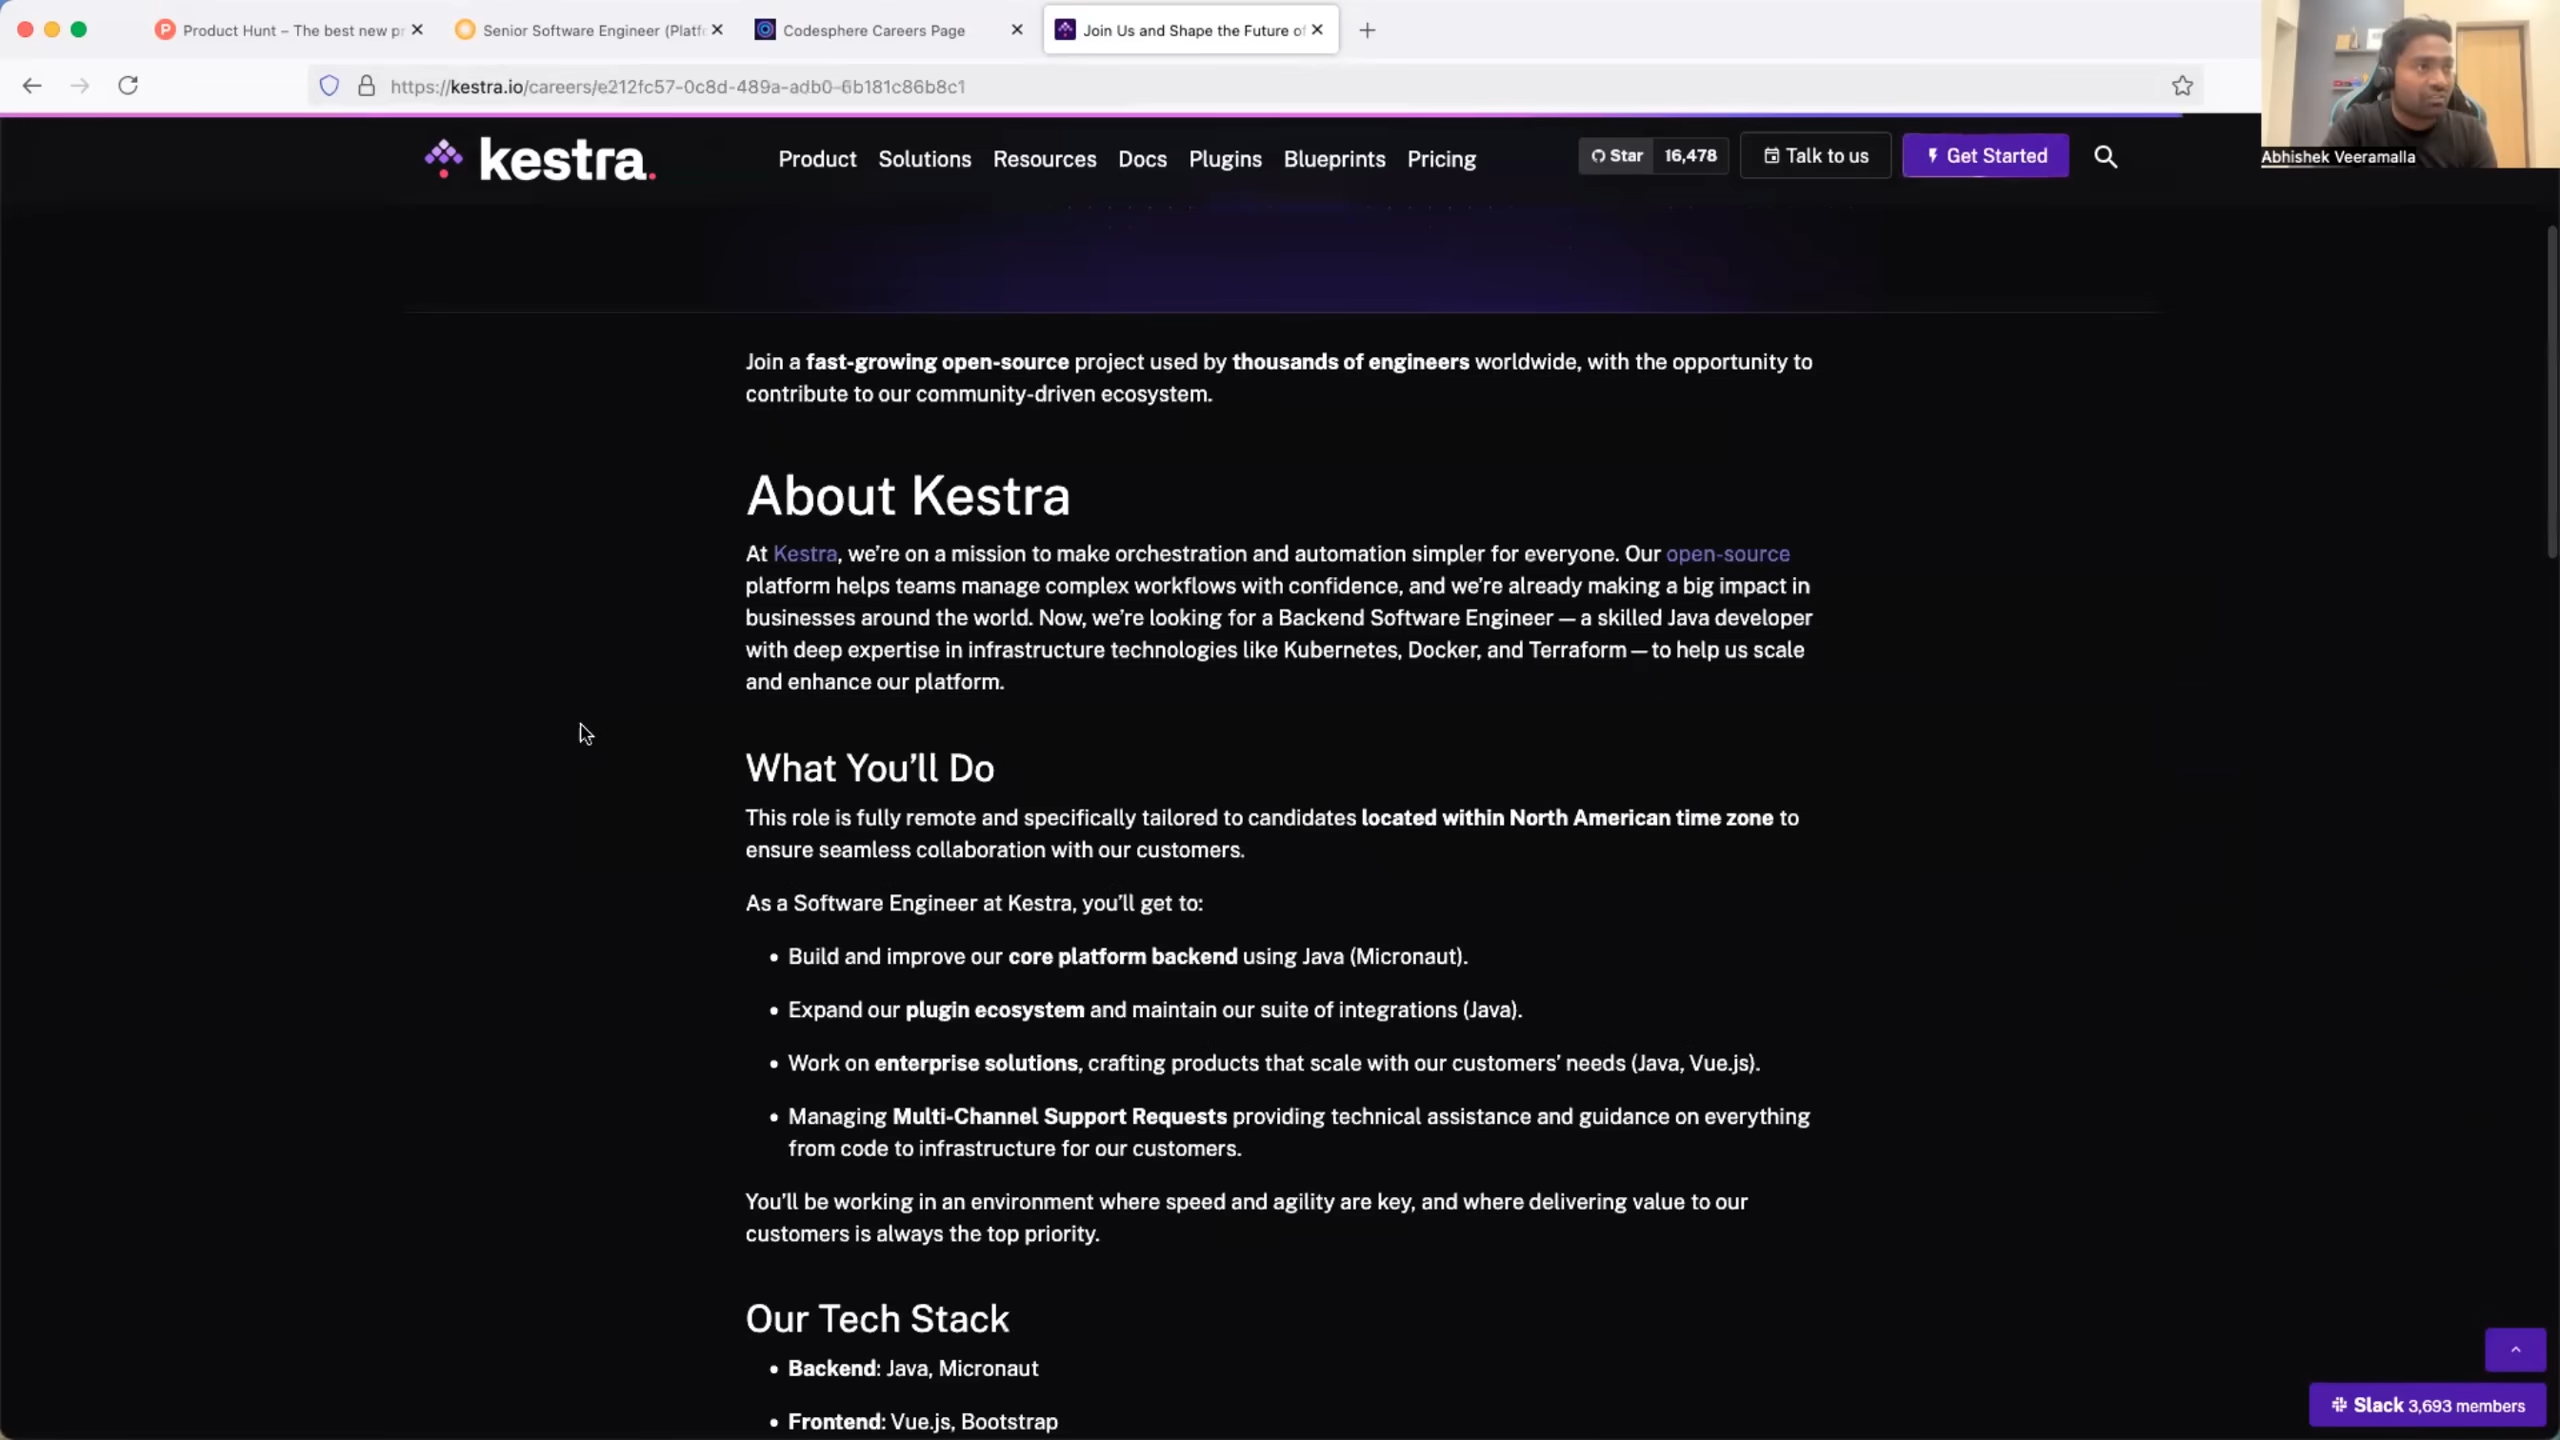 Product Hunt – The best new pr
Senior Software Engineer (Platf
Codesphere Careers Page
Join Us and Shape the Future of
https://kestra.io/careers/e212fc57-0c8d-489a-adb0-6b181c86b8c1
kestra.
Product
Solutions
Resources
Docs
Plugins
Blueprints
Pricing
Star 16,478
Talk to us
Get Started
Abhishek Veeramalla
Join a fast-growing open-source project used by thousands of engineers worldwide, with the opportunity to
contribute to our community-driven ecosystem.
About Kestra
At Kestra, we’re on a mission to make orchestration and automation simpler for everyone. Our open-source
platform helps teams manage complex workflows with confidence, and we’re already making a big impact in
businesses around the world. Now, we’re looking for a Backend Software Engineer — a skilled Java developer
with deep expertise in infrastructure technologies like Kubernetes, Docker, and Terraform — to help us scale
and enhance our platform.
What You’ll Do
This role is fully remote and specifically tailored to candidates located within North American time zone to
ensure seamless collaboration with our customers.
As a Software Engineer at Kestra, you’ll get to:
• Build and improve our core platform backend using Java (Micronaut).
• Expand our plugin ecosystem and maintain our suite of integrations (Java).
• Work on enterprise solutions, crafting products that scale with our customers’ needs (Java, Vue.js).
• Managing Multi-Channel Support Requests providing technical assistance and guidance on everything
from code to infrastructure for our customers.
You’ll be working in an environment where speed and agility are key, and where delivering value to our
customers is always the top priority.
Our Tech Stack
• Backend: Java, Micronaut
• Frontend: Vue.js, Bootstrap
Slack 3,693 members